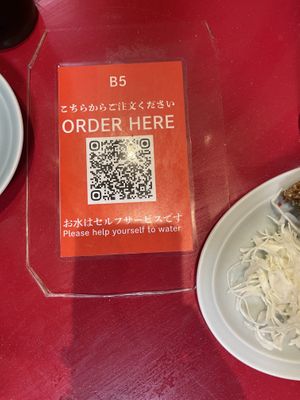 B5
こちらからご注文ください
ORDER HERE
お水はセルフサービスです
Please help yourself to water